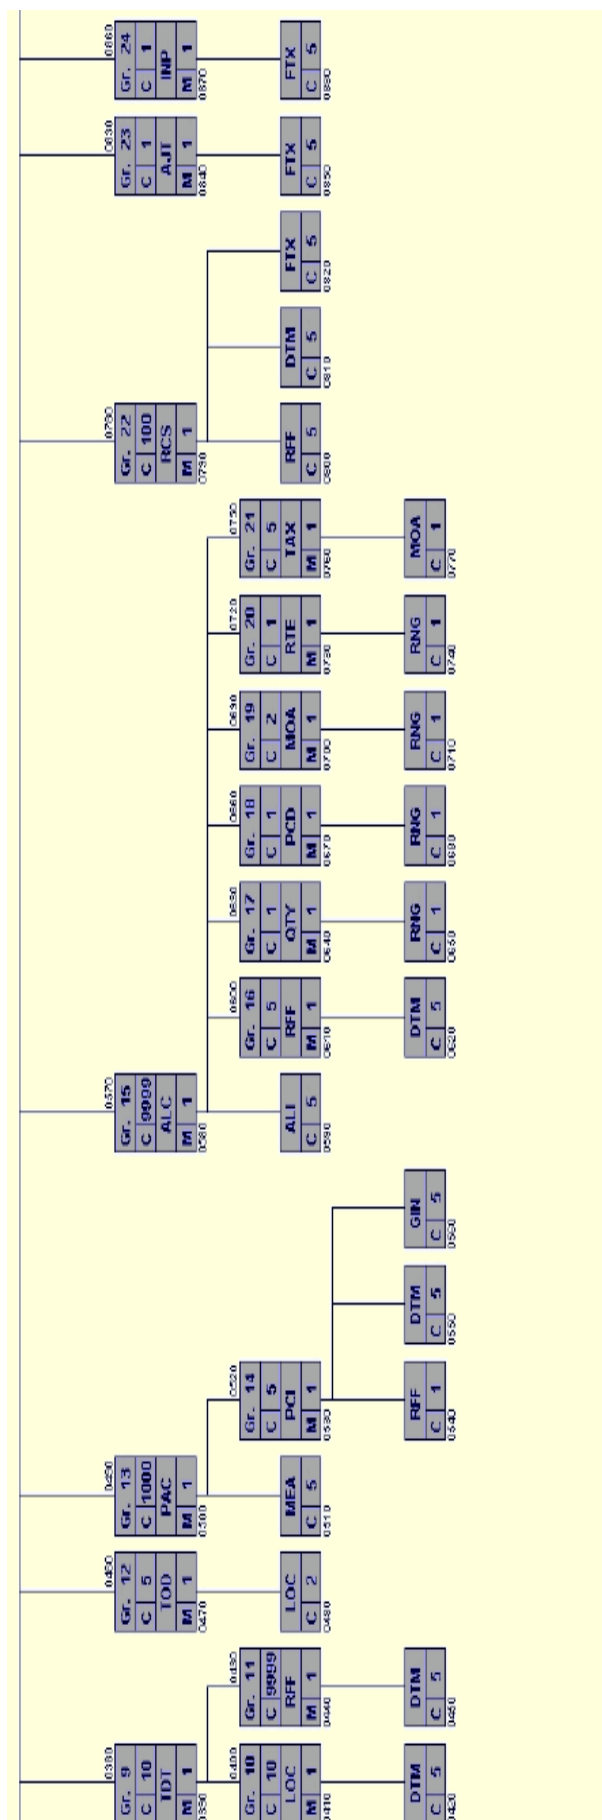 0380
Gr. 9
C 10
TDT
M 1
0390
0400
Gr. 10
C 10
LOC
M 1
0410
DTM
C 5
0420
0430
Gr. 11
C 9999
RFF
M 1
0440
DTM
C 5
0450
0460
Gr. 12
C 5
TOD
M 1
0470
LOC
C 2
0480
0490
Gr. 13
C 1000
PAC
M 1
0500
MEA
C 5
0510
0520
Gr. 14
C 5
PCI
M 1
0530
RFF
C 1
0540
DTM
C 5
0550
GIN
C 5
0560
0570
Gr. 15
C 9999
ALC
M 1
0580
ALI
C 5
0590
0600
Gr. 16
C 5
RFF
M 1
0610
DTM
C 5
0620
0630
Gr. 17
C 1
QTY
M 1
0640
RNG
C 1
0650
0660
Gr. 18
C 1
PCD
M 1
0670
RNG
C 1
0680
0690
Gr. 19
C 2
MOA
M 1
0700
RNG
C 1
0710
0720
Gr. 20
C 1
RTE
M 1
0730
RNG
C 1
0740
0750
Gr. 21
C 5
TAX
M 1
0760
MOA
C 1
0770
0780
Gr. 22
C 100
RCS
M 1
0790
RFF
C 5
0800
DTM
C 5
0810
FTX
C 5
0820
0830
Gr. 23
C 1
AJT
M 1
0840
FTX
C 5
0850
0860
Gr. 24
C 1
INP
M 1
0870
FTX
C 5
0880